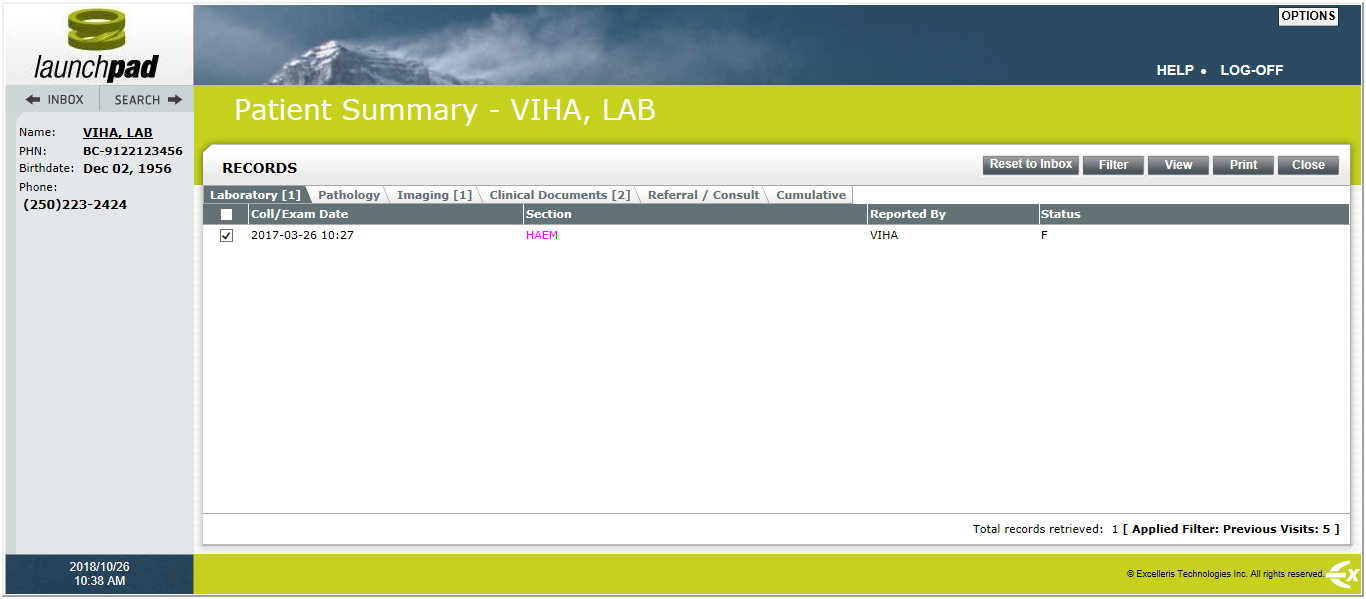 launchpad
OPTIONS
HELP • LOG-OFF
INBOX SEARCH
Patient Summary - VIHA, LAB
Name: VIHA, LAB
PHN: BC-9122123456
Birthdate: Dec 02, 1956
Phone:
(250)223-2424
RECORDS Reset to Inbox Filter View Print Close
Laboratory [1] Pathology Imaging [1] Clinical Documents [2] Referral / Consult Cumulative
Coll/Exam Date Section Reported By Status
2017-03-26 10:27 HAEM VIHA F
Total records retrieved: 1 [ Applied Filter: Previous Visits: 5 ]
2018/10/26
10:38 AM
© Excelleris Technologies Inc. All rights reserved.